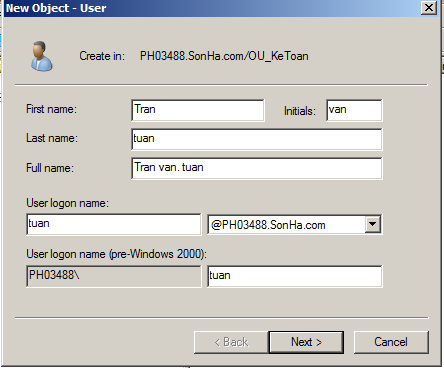 New Object - User
Create in: PH03488.SonHa.com/OU_KeToan
First name: Tran Initials: van
Last name: tuan
Full name: Tran van. tuan
User logon name:
tuan @PH03488.SonHa.com
User logon name (pre-Windows 2000):
PH03488\ tuan
< Back Next > Cancel